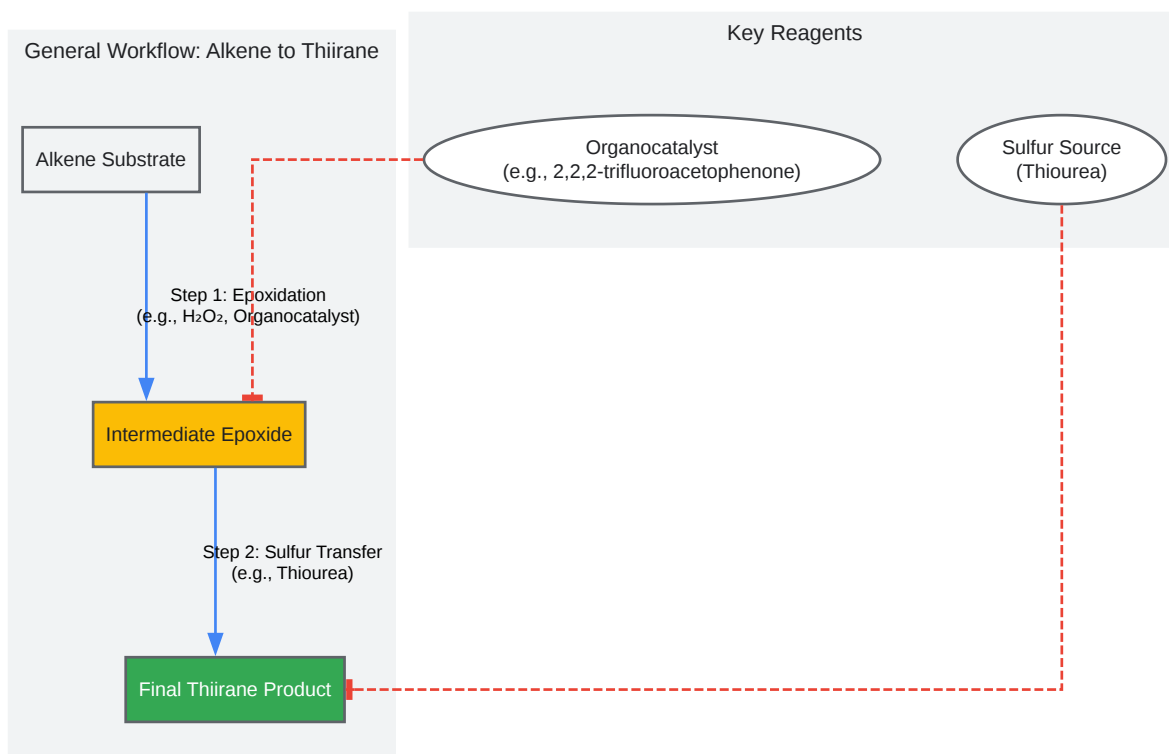 General Workflow: Alkene to Thiirane
Key Reagents
Alkene Substrate
Organocatalyst
(e.g., 2,2,2-trifluoroacetophenone)
Sulfur Source
(Thiourea)
Step 1: Epoxidation
(e.g., H₂O₂, Organocatalyst)
Intermediate Epoxide
Step 2: Sulfur Transfer
(e.g., Thiourea)
Final Thiirane Product